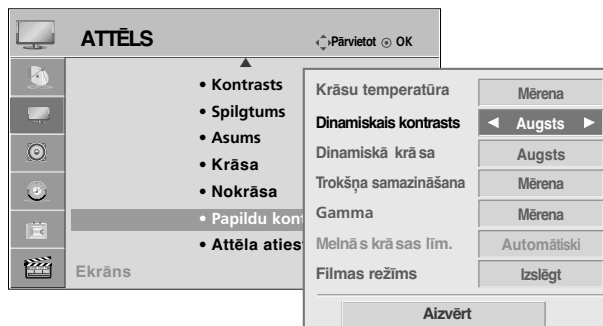 ATTĒLS
Pārvietot OK
• Kontrasts
• Spilgtums
• Asums
• Krāsa
• Nokrāsa
• Papildu kont
• Attēla aties
Ekrāns
Krāsu temperatūra Mērena
Dinamiskais kontrasts ◄ Augsts ►
Dinamiskā krāsa Augsts
Trokšņa samazināšana Mērena
Gamma Mērena
Melnās krāsas līm. Automātiski
Filmas režīms Izslēgt
Aizvērt